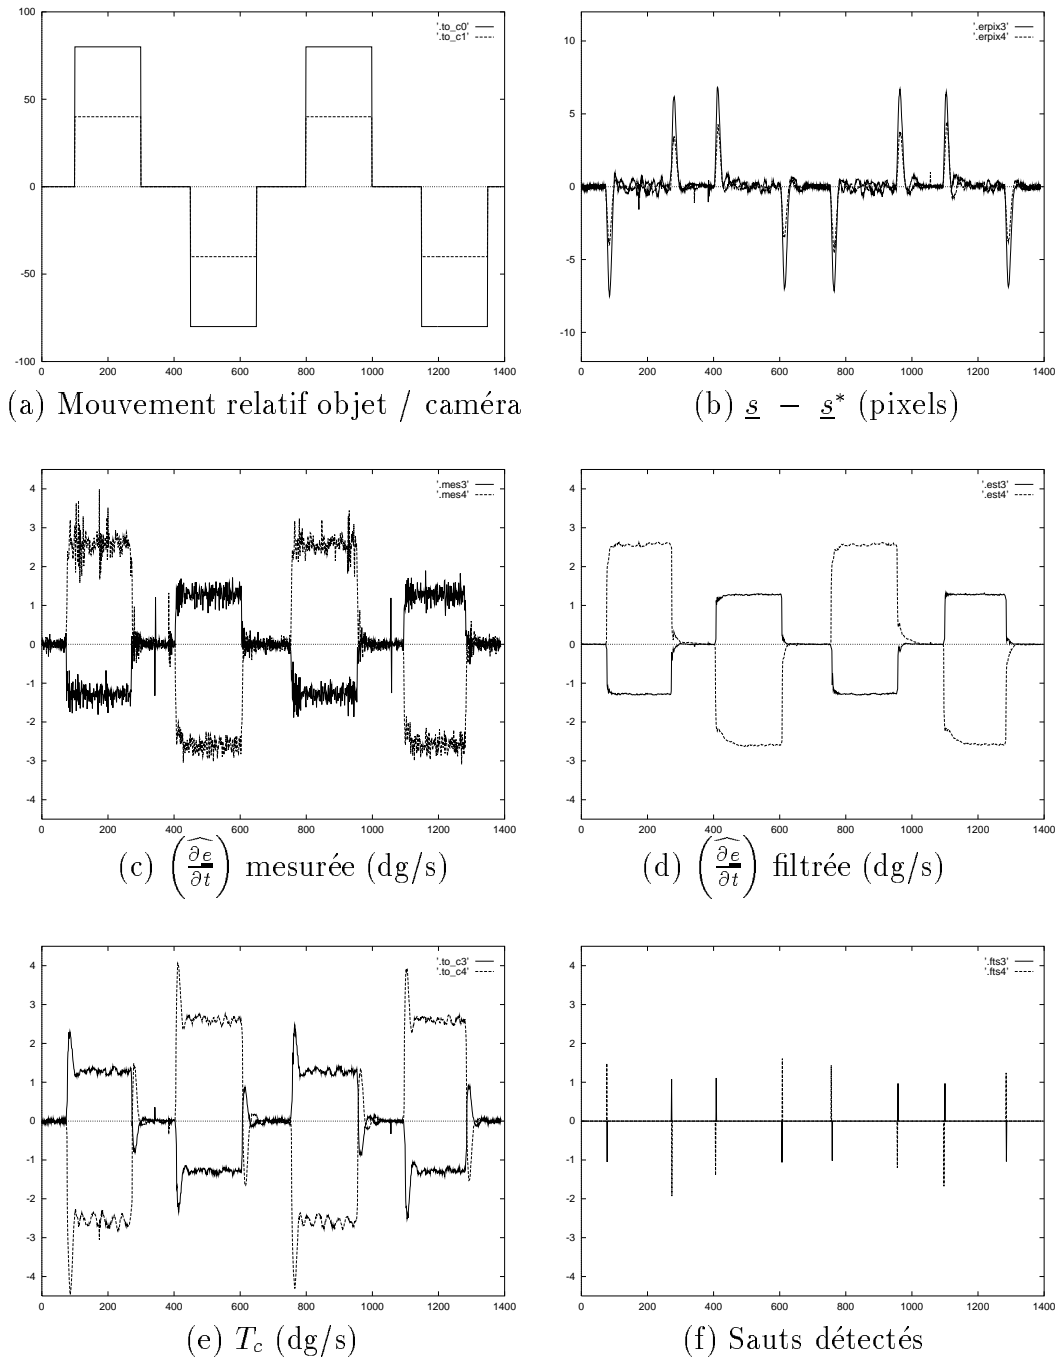 100
50
0
-50
-100
0 200 400 600 800 1000 1200 1400
'.to_c0'
'.to_c1'
(a) Mouvement relatif objet / caméra
10
5
0
-5
-10
0 200 400 600 800 1000 1200 1400
'.erpix3'
'.erpix4'
(b) s − s* (pixels)
4
3
2
1
0
-1
-2
-3
-4
0 200 400 600 800 1000 1200 1400
'.mes3'
'.mes4'
(c) (∂e/∂t) mesurée (dg/s)
4
3
2
1
0
-1
-2
-3
-4
0 200 400 600 800 1000 1200 1400
'.est3'
'.est4'
(d) (∂e/∂t) filtrée (dg/s)
4
3
2
1
0
-1
-2
-3
-4
0 200 400 600 800 1000 1200 1400
'.to_c3'
'.to_c4'
(e) Tc (dg/s)
4
3
2
1
0
-1
-2
-3
-4
0 200 400 600 800 1000 1200 1400
'.fts3'
'.fts4'
(f) Sauts détectés